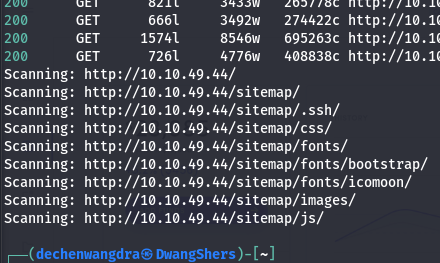 200 GET 821l 3433w 265778c http://10.1
200 GET 666l 3492w 274422c http://10.1
200 GET 1574l 8546w 695263c http://10.1
200 GET 726l 4776w 408838c http://10.1
Scanning: http://10.10.49.44/
Scanning: http://10.10.49.44/sitemap/
Scanning: http://10.10.49.44/sitemap/.ssh/
Scanning: http://10.10.49.44/sitemap/css/
Scanning: http://10.10.49.44/sitemap/fonts/
Scanning: http://10.10.49.44/sitemap/fonts/bootstrap/
Scanning: http://10.10.49.44/sitemap/fonts/icomoon/
Scanning: http://10.10.49.44/sitemap/images/
Scanning: http://10.10.49.44/sitemap/js/
┌──(dechenwangdra㉿DwangShers)-[~]